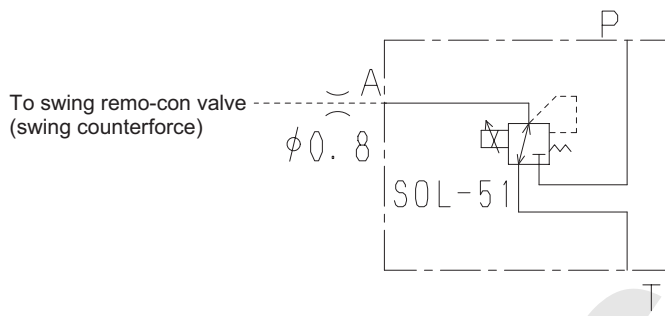 P
A
To swing remo-con valve
(swing counterforce)
φ0. 8
SOL-51
T